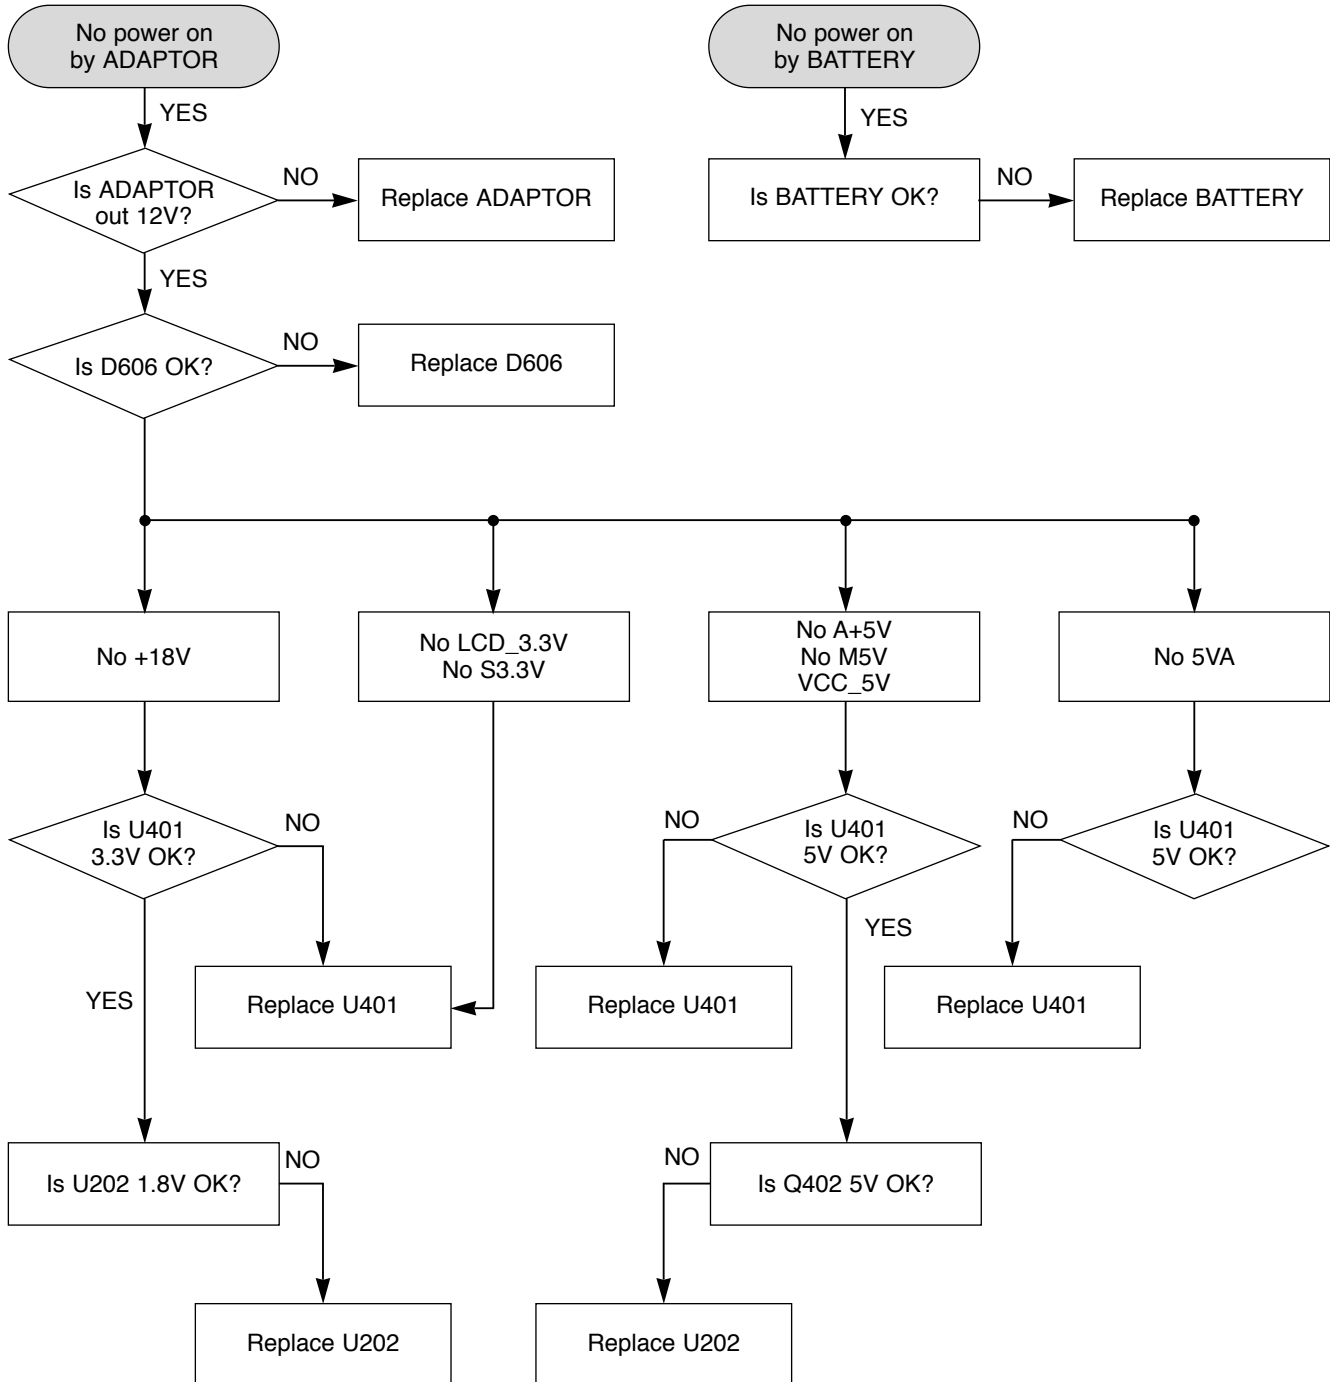 No power on
by ADAPTOR
No power on
by BATTERY
YES
YES
Is ADAPTOR
out 12V?
NO
Replace ADAPTOR
Is BATTERY OK?
NO
Replace BATTERY
YES
Is D606 OK?
NO
Replace D606
No +18V
No LCD_3.3V
No S3.3V
No A+5V
No M5V
VCC_5V
No 5VA
Is U401
3.3V OK?
NO
NO
Is U401
5V OK?
NO
Is U401
5V OK?
YES
YES
Replace U401
Replace U401
Replace U401
Is U202 1.8V OK?
NO
NO
Is Q402 5V OK?
Replace U202
Replace U202